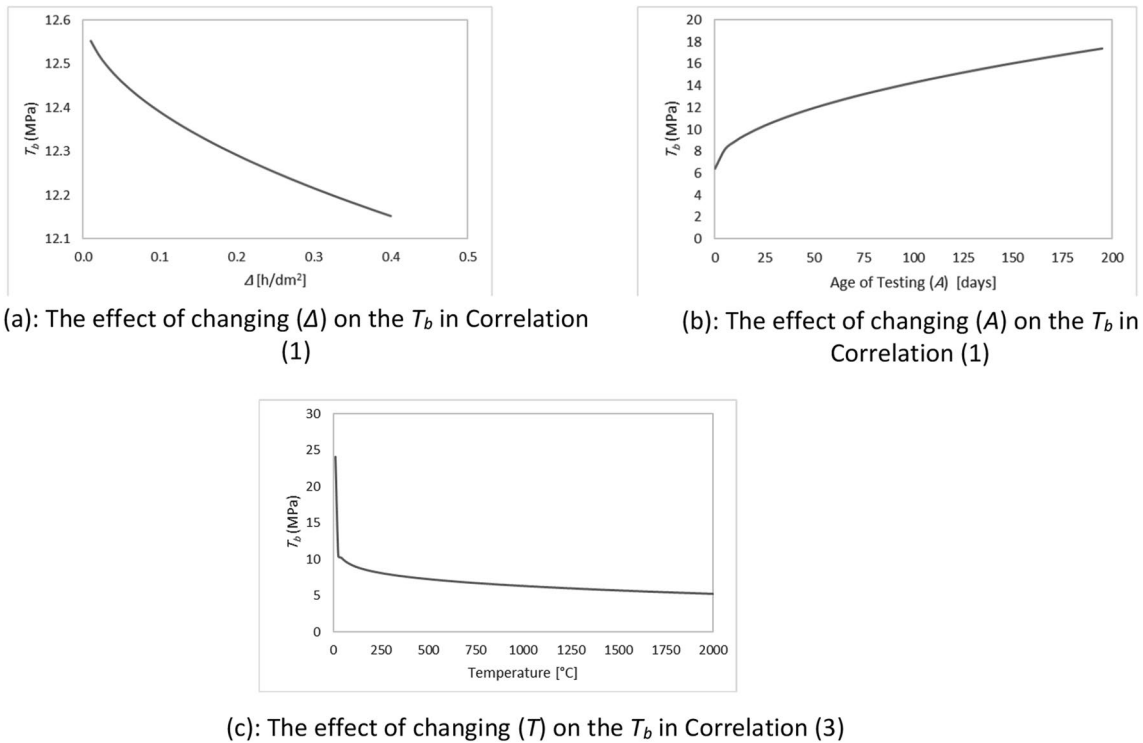 12.6
12.5
12.4
12.3
12.2
12.1
T_b (MPa)
0.0 0.1 0.2 0.3 0.4 0.5
Δ [h/dm²]
(a): The effect of changing (Δ) on the T_b in Correlation
(1)
20
18
16
14
12
10
8
6
4
2
0
T_b (MPa)
0 25 50 75 100 125 150 175 200
Age of Testing (A) [days]
(b): The effect of changing (A) on the T_b in
Correlation (1)
30
25
20
15
10
5
0
T_b (MPa)
0 250 500 750 1000 1250 1500 1750 2000
Temperature [°C]
(c): The effect of changing (T) on the T_b in Correlation (3)